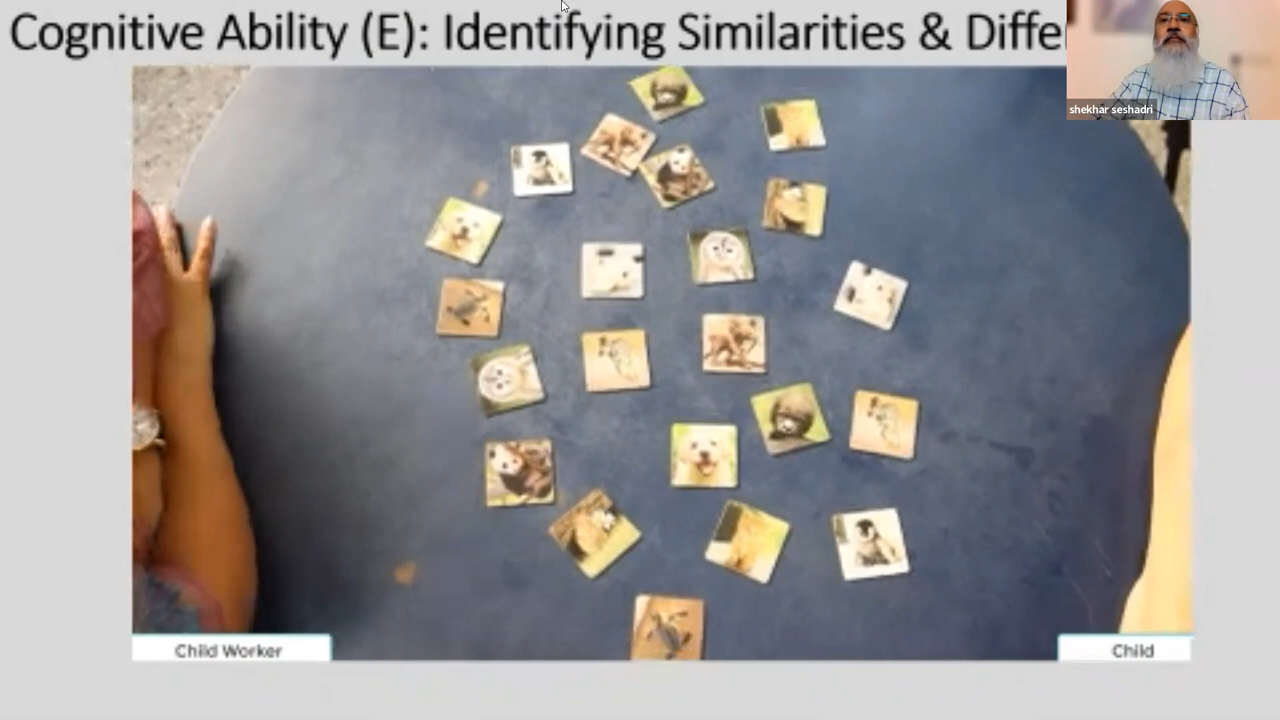 Cognitive Ability (E): Identifying Similarities & Diffe
shekhar seshadri
Child Worker
Child